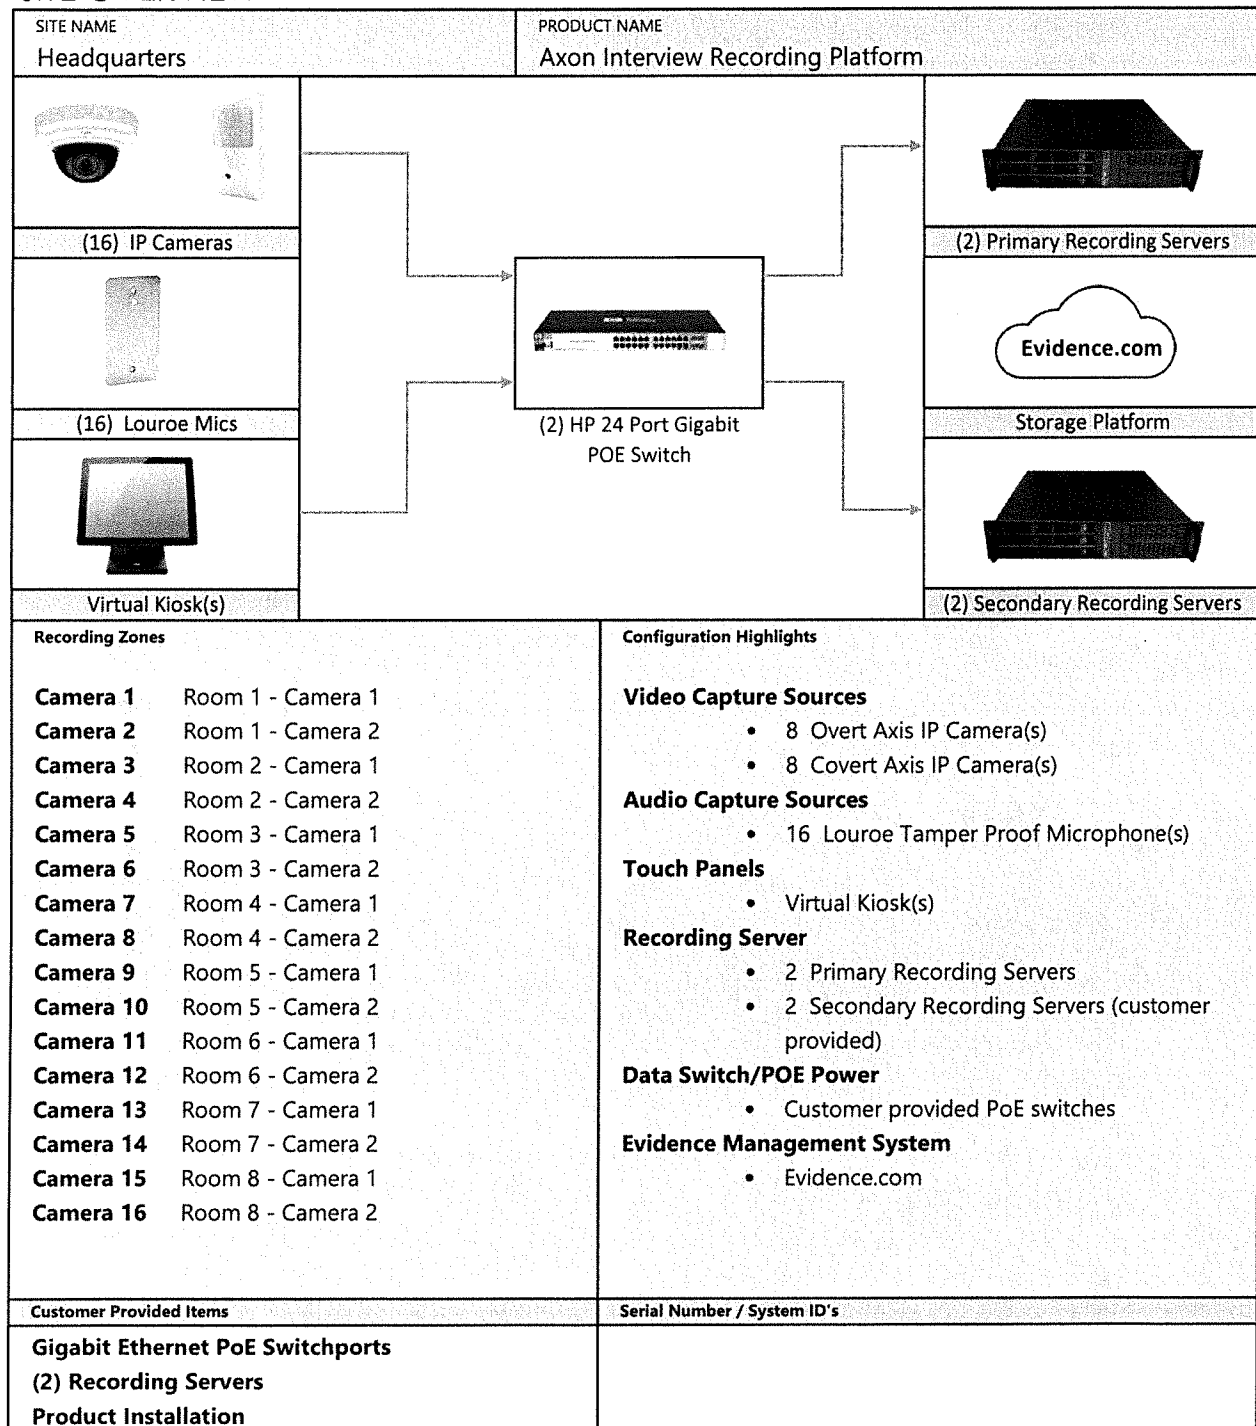 SITE NAME
Headquarters
PRODUCT NAME
Axon Interview Recording Platform
(16) IP Cameras
(16) Louroe Mics
Virtual Kiosk(s)
(2) HP 24 Port Gigabit
POE Switch
(2) Primary Recording Servers
Evidence.com
Storage Platform
(2) Secondary Recording Servers
Recording Zones
Camera 1 Room 1 - Camera 1
Camera 2 Room 1 - Camera 2
Camera 3 Room 2 - Camera 1
Camera 4 Room 2 - Camera 2
Camera 5 Room 3 - Camera 1
Camera 6 Room 3 - Camera 2
Camera 7 Room 4 - Camera 1
Camera 8 Room 4 - Camera 2
Camera 9 Room 5 - Camera 1
Camera 10 Room 5 - Camera 2
Camera 11 Room 6 - Camera 1
Camera 12 Room 6 - Camera 2
Camera 13 Room 7 - Camera 1
Camera 14 Room 7 - Camera 2
Camera 15 Room 8 - Camera 1
Camera 16 Room 8 - Camera 2
Configuration Highlights
Video Capture Sources
• 8 Overt Axis IP Camera(s)
• 8 Covert Axis IP Camera(s)
Audio Capture Sources
• 16 Louroe Tamper Proof Microphone(s)
Touch Panels
• Virtual Kiosk(s)
Recording Server
• 2 Primary Recording Servers
• 2 Secondary Recording Servers (customer
provided)
Data Switch/POE Power
• Customer provided PoE switches
Evidence Management System
• Evidence.com
Customer Provided Items
Gigabit Ethernet PoE Switchports
(2) Recording Servers
Product Installation
Serial Number / System ID's